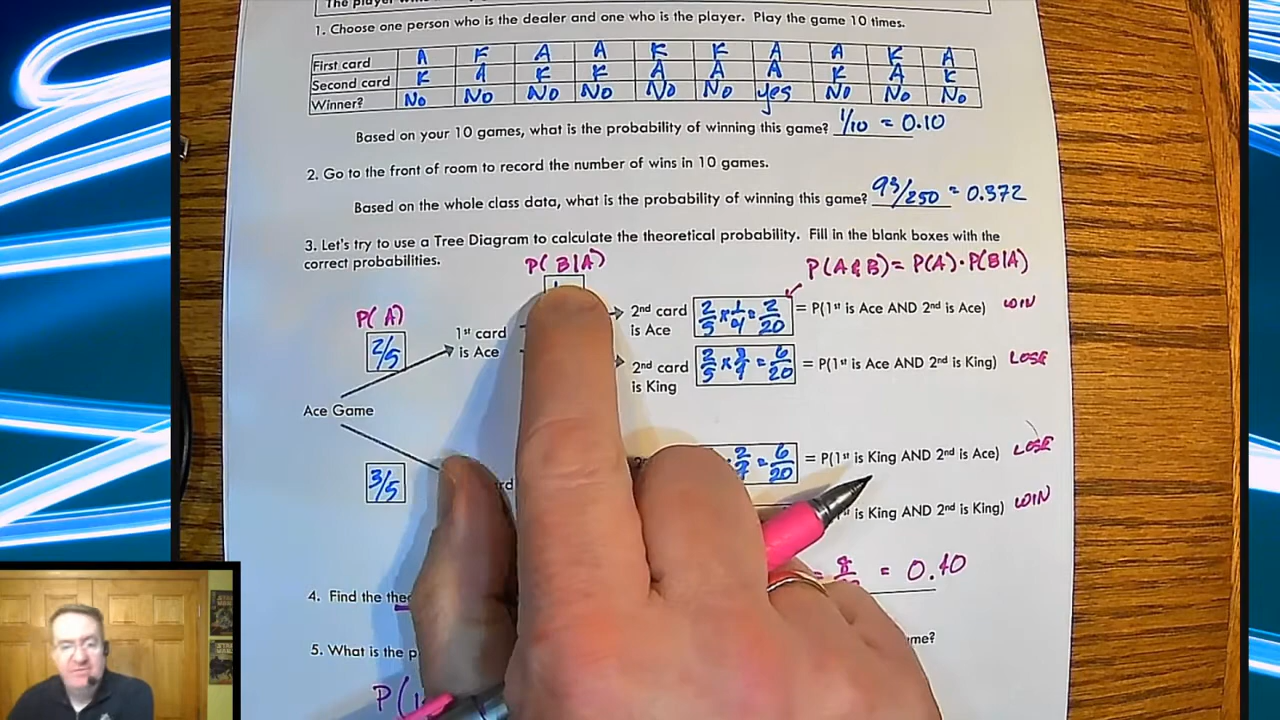 1. Choose one person who is the dealer and one who is the player. Play the game 10 times.
First card A K A A K K A A K A
Second card K A K K A A A K A K
Winner? No No No No No No yes No No No
Based on your 10 games, what is the probability of winning this game? 1/10 = 0.10
2. Go to the front of room to record the number of wins in 10 games.
Based on the whole class data, what is the probability of winning this game? 93/250 = 0.372
3. Let's try to use a Tree Diagram to calculate the theoretical probability. Fill in the blank boxes with the
correct probabilities.
P(B|A)
P(A&B) = P(A)·P(B|A)
P(A)
2/5
1st card
is Ace
2nd card
is Ace
2/5 x 1/4 = 2/20
= P(1st is Ace AND 2nd is Ace) WIN
2nd card
is King
2/5 x 3/4 = 6/20
= P(1st is Ace AND 2nd is King) LOSE
Ace Game
3/5
2/4 = 6/20
= P(1st is King AND 2nd is Ace) LOSE
is King AND 2nd is King) WIN
= 0.40
4. Find the
5. What is the
P(